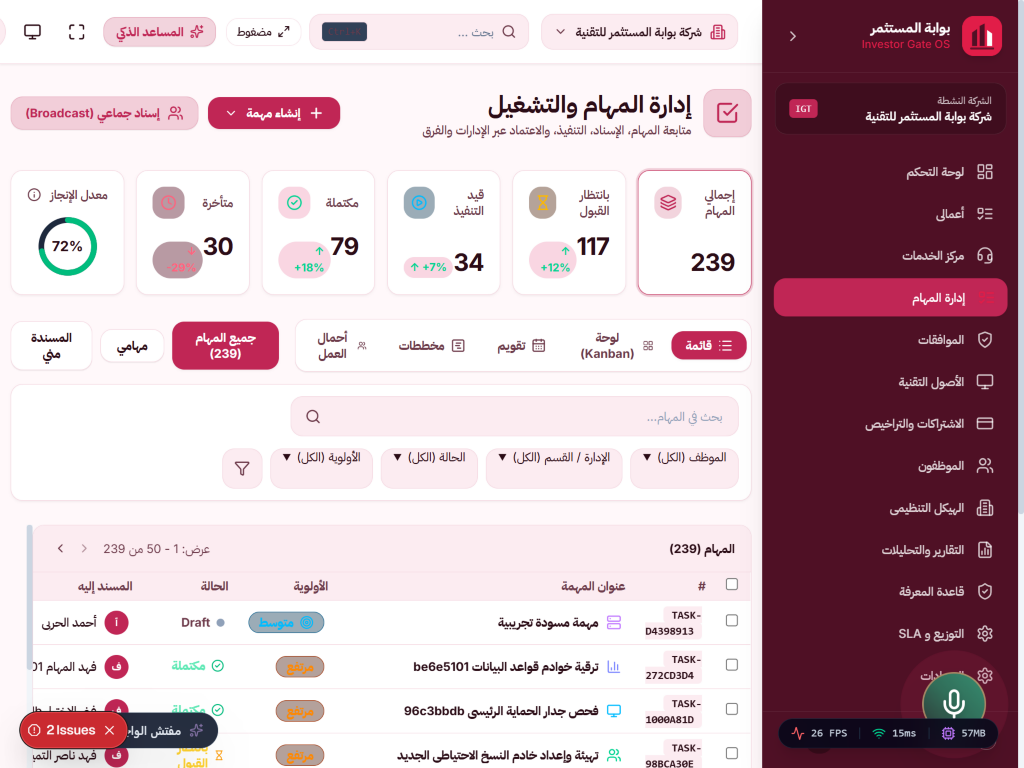 بوابة المستثمر
Investor Gate OS
الشركة النشطة
شركة بوابة المستثمر للتقنية
IGT
لوحة التحكم
أعمالي
مركز الخدمات
إدارة المهام
الموافقات
الأصول التقنية
الاشتراكات والتراخيص
الموظفون
الهيكل التنظيمي
التقارير والتحليلات
قاعدة المعرفة
التوزيع و SLA
26 FPS
15ms
57MB
شركة بوابة المستثمر للتقنية
بحث ...
مضغوط
المساعد الذكي
إدارة المهام والتشغيل
متابعة المهام، الإسناد، التنفيذ، والاعتماد عبر الإدارات والفرق
إنشاء مهمة
إسناد جماعي (Broadcast)
إجمالي المهام
239
بانتظار القبول
117
+12%
قيد التنفيذ
34
+7%
مكتملة
79
+18%
متأخرة
30
-29%
معدل الإنجاز
72%
قائمة
لوحة (Kanban)
تقويم
مخططات
أحمال العمل
جميع المهام (239)
مهامي
المسندة مني
بحث في المهام...
الموظف (الكل)
الإدارة / القسم (الكل)
الحالة (الكل)
الأولوية (الكل)
المهام (239)
عرض: 1 - 50 من 239
# عنوان المهمة الأولوية الحالة المسند إليه
TASK-D4398913 مهمة مسودة تجريبية متوسط Draft أ أحمد الحربي
TASK-272CD3D4 ترقية خوادم قواعد البيانات be6e5101 مرتفع مكتملة ف فهد المهام
TASK-1000A81D فحص جدار الحماية الرئيسي 96c3bbdb مرتفع مكتملة ف
TASK-98BCA30E تهيئة وإعداد خادم النسخ الاحتياطي الجديد مرتفع بانتظار القبول ف فهد ناصر
مفتش
2 Issues